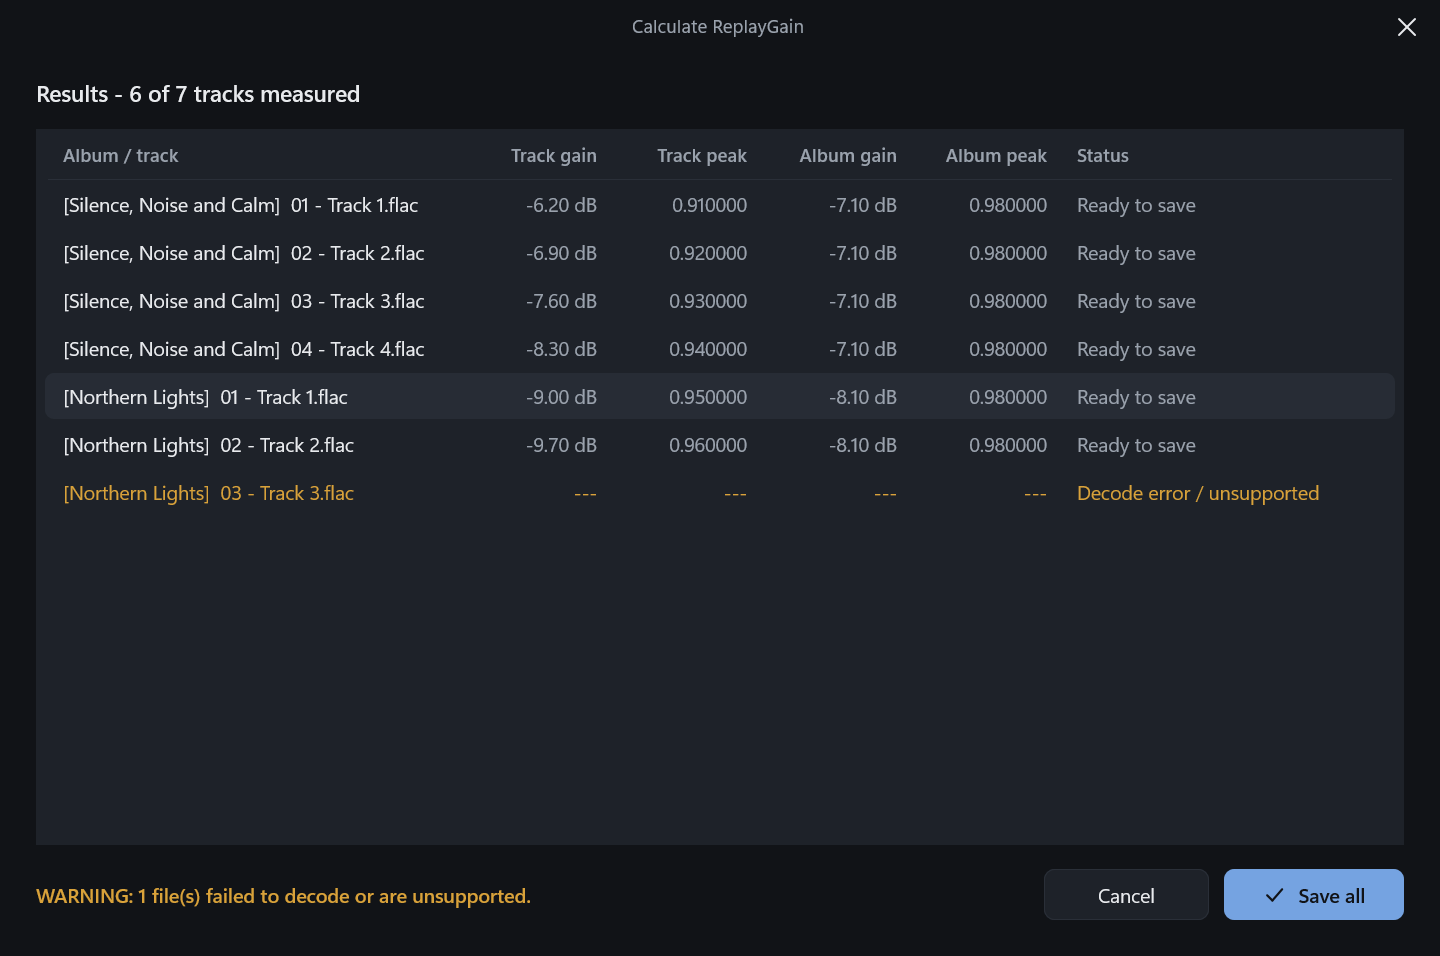 Calculate ReplayGain
Results - 6 of 7 tracks measured
Album / track Track gain Track peak Album gain Album peak Status
[Silence, Noise and Calm] 01 - Track 1.flac -6.20 dB 0.910000 -7.10 dB 0.980000 Ready to save
[Silence, Noise and Calm] 02 - Track 2.flac -6.90 dB 0.920000 -7.10 dB 0.980000 Ready to save
[Silence, Noise and Calm] 03 - Track 3.flac -7.60 dB 0.930000 -7.10 dB 0.980000 Ready to save
[Silence, Noise and Calm] 04 - Track 4.flac -8.30 dB 0.940000 -7.10 dB 0.980000 Ready to save
[Northern Lights] 01 - Track 1.flac -9.00 dB 0.950000 -8.10 dB 0.980000 Ready to save
[Northern Lights] 02 - Track 2.flac -9.70 dB 0.960000 -8.10 dB 0.980000 Ready to save
[Northern Lights] 03 - Track 3.flac --- --- --- --- Decode error / unsupported
WARNING: 1 file(s) failed to decode or are unsupported. Cancel Save all